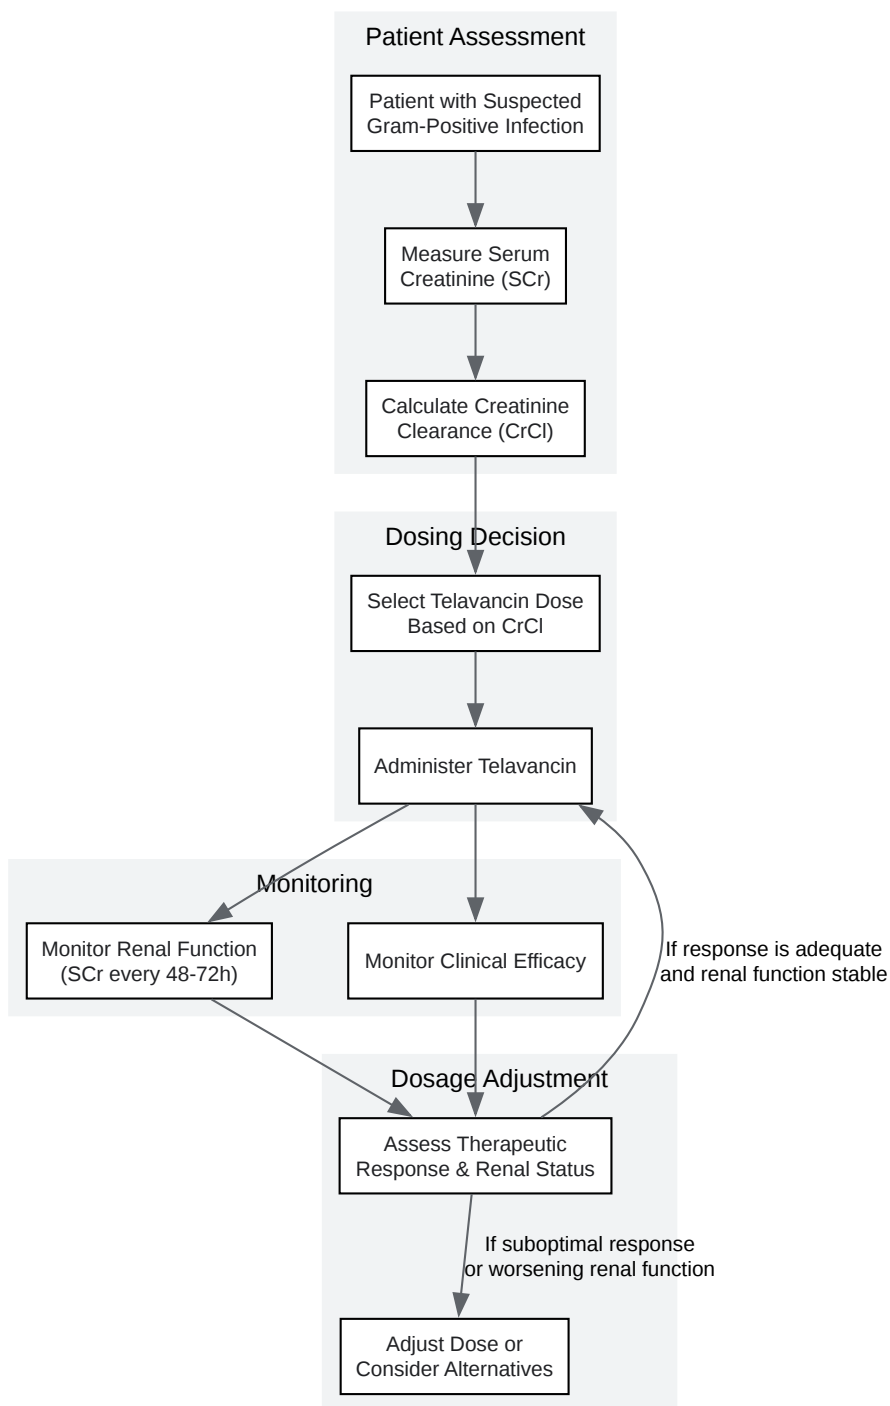 Patient Assessment
Patient with Suspected
Gram-Positive Infection
Measure Serum
Creatinine (SCr)
Calculate Creatinine
Clearance (CrCl)
Dosing Decision
Select Telavancin Dose
Based on CrCl
Administer Telavancin
Monitoring
Monitor Renal Function
(SCr every 48-72h)
Monitor Clinical Efficacy
If response is adequate
and renal function stable
Dosage Adjustment
Assess Therapeutic
Response & Renal Status
If suboptimal response
or worsening renal function
Adjust Dose or
Consider Alternatives